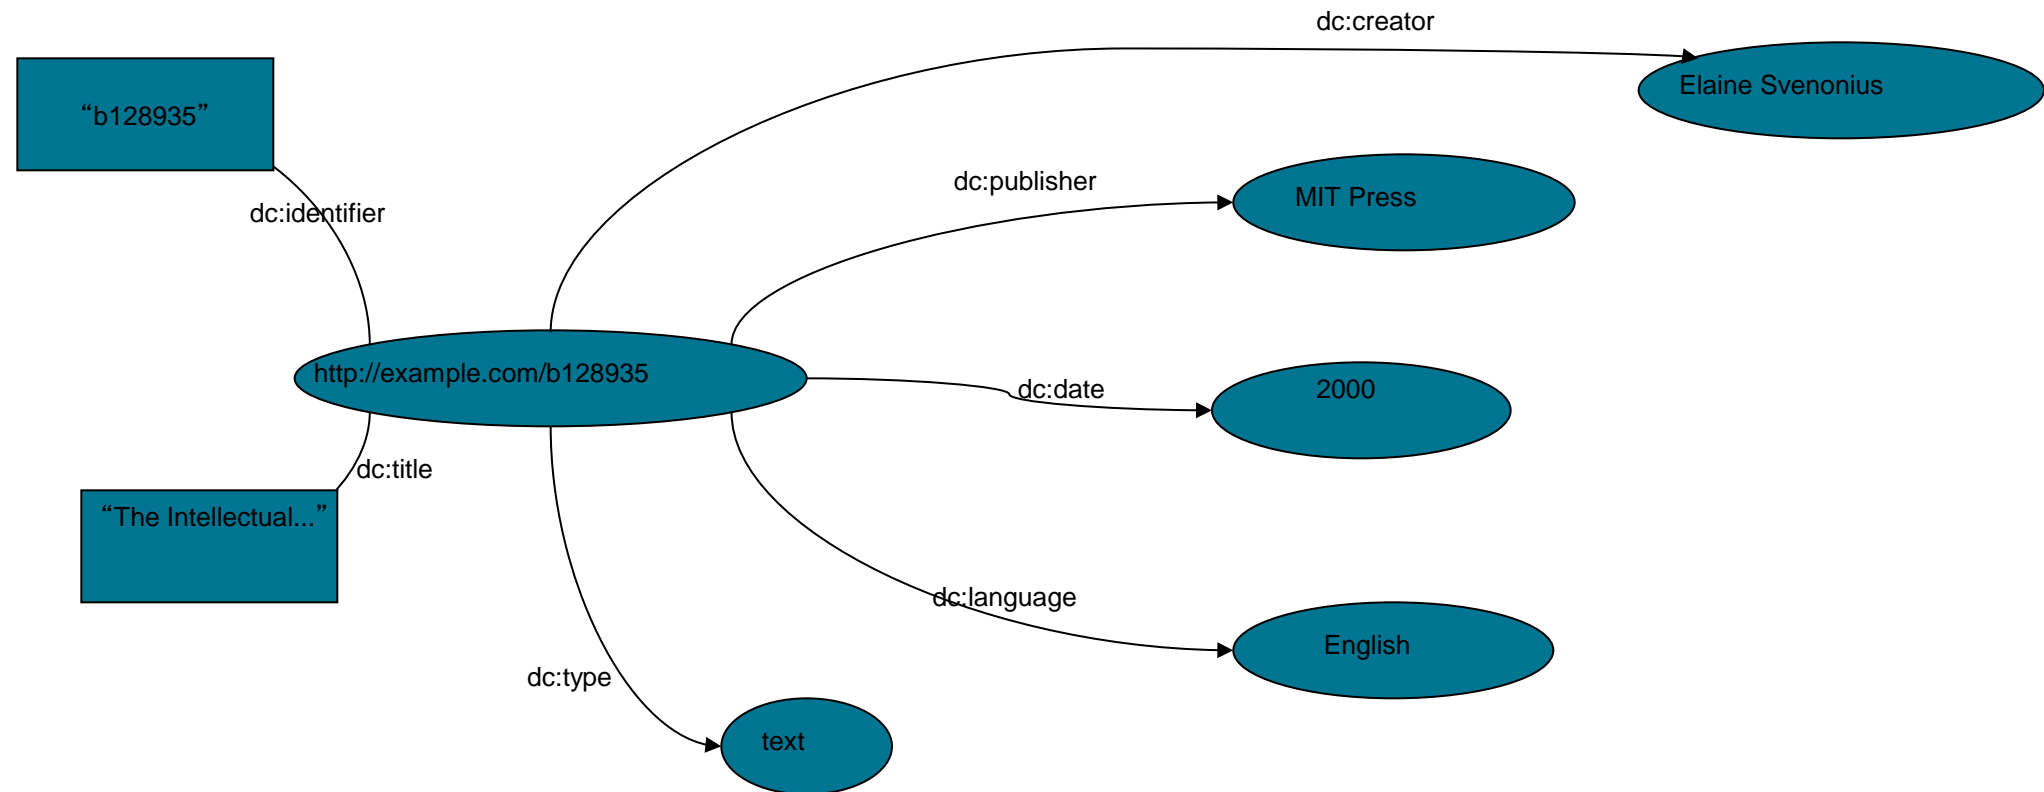 dc:creator
Elaine Svenonius
“b128935”
dc:publisher
MIT Press
dc:identifier
http://example.com/b128935
dc:date
2000
dc:title
“The Intellectual...”
dc:language
English
dc:type
text